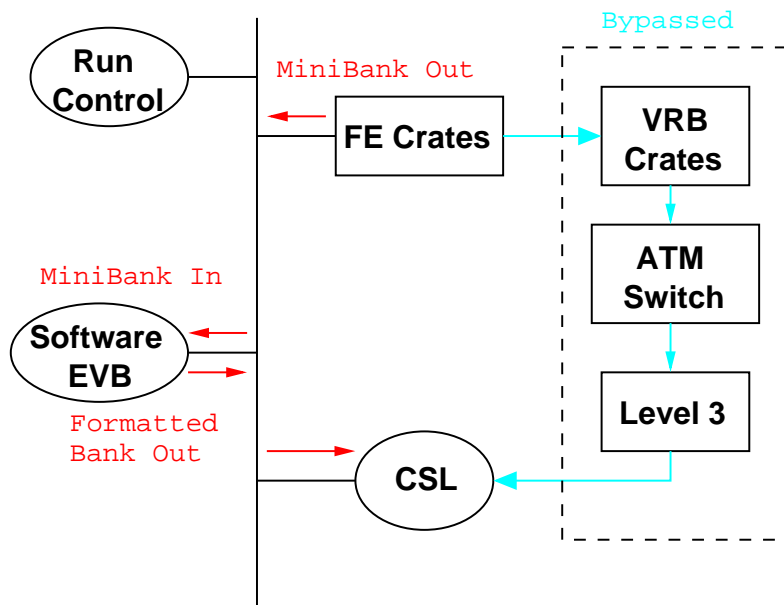 Bypassed
Run
Control
MiniBank Out
FE Crates
VRB
Crates
MiniBank In
ATM
Switch
Software
EVB
Formatted
Bank Out
Level 3
CSL